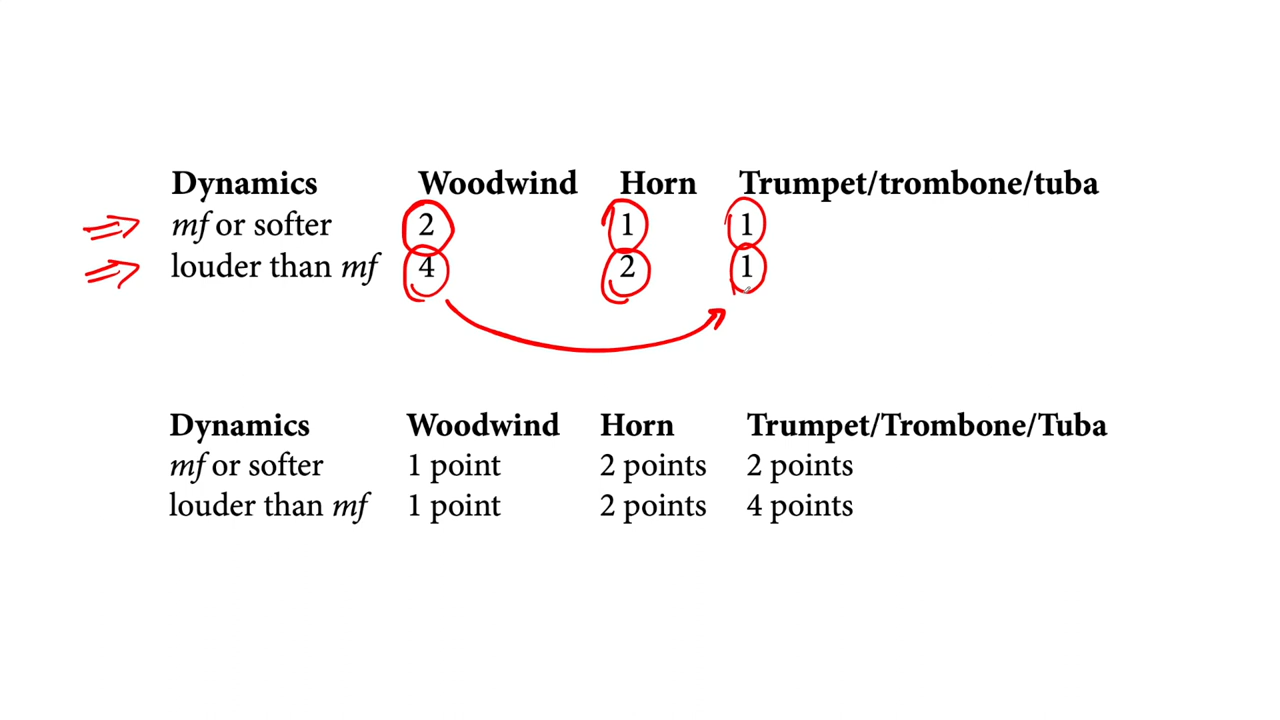 Dynamics Woodwind Horn Trumpet/trombone/tuba
mf or softer 2 1 1
louder than mf 4 2 1
Dynamics Woodwind Horn Trumpet/Trombone/Tuba
mf or softer 1 point 2 points 2 points
louder than mf 1 point 2 points 4 points